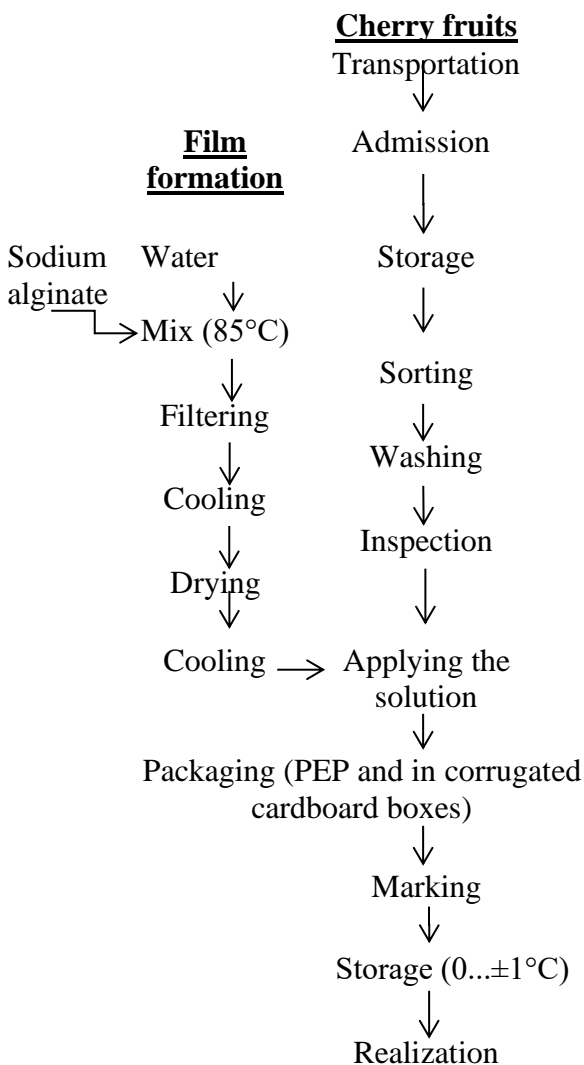 Cherry fruits
Transportation
Film
formation
Admission
Sodium
alginate
Water
Storage
Mix (85°C)
Sorting
Filtering
Washing
Cooling
Inspection
Drying
Cooling
Applying the
solution
Packaging (PEP and in corrugated
cardboard boxes)
Marking
Storage (0...±1°C)
Realization